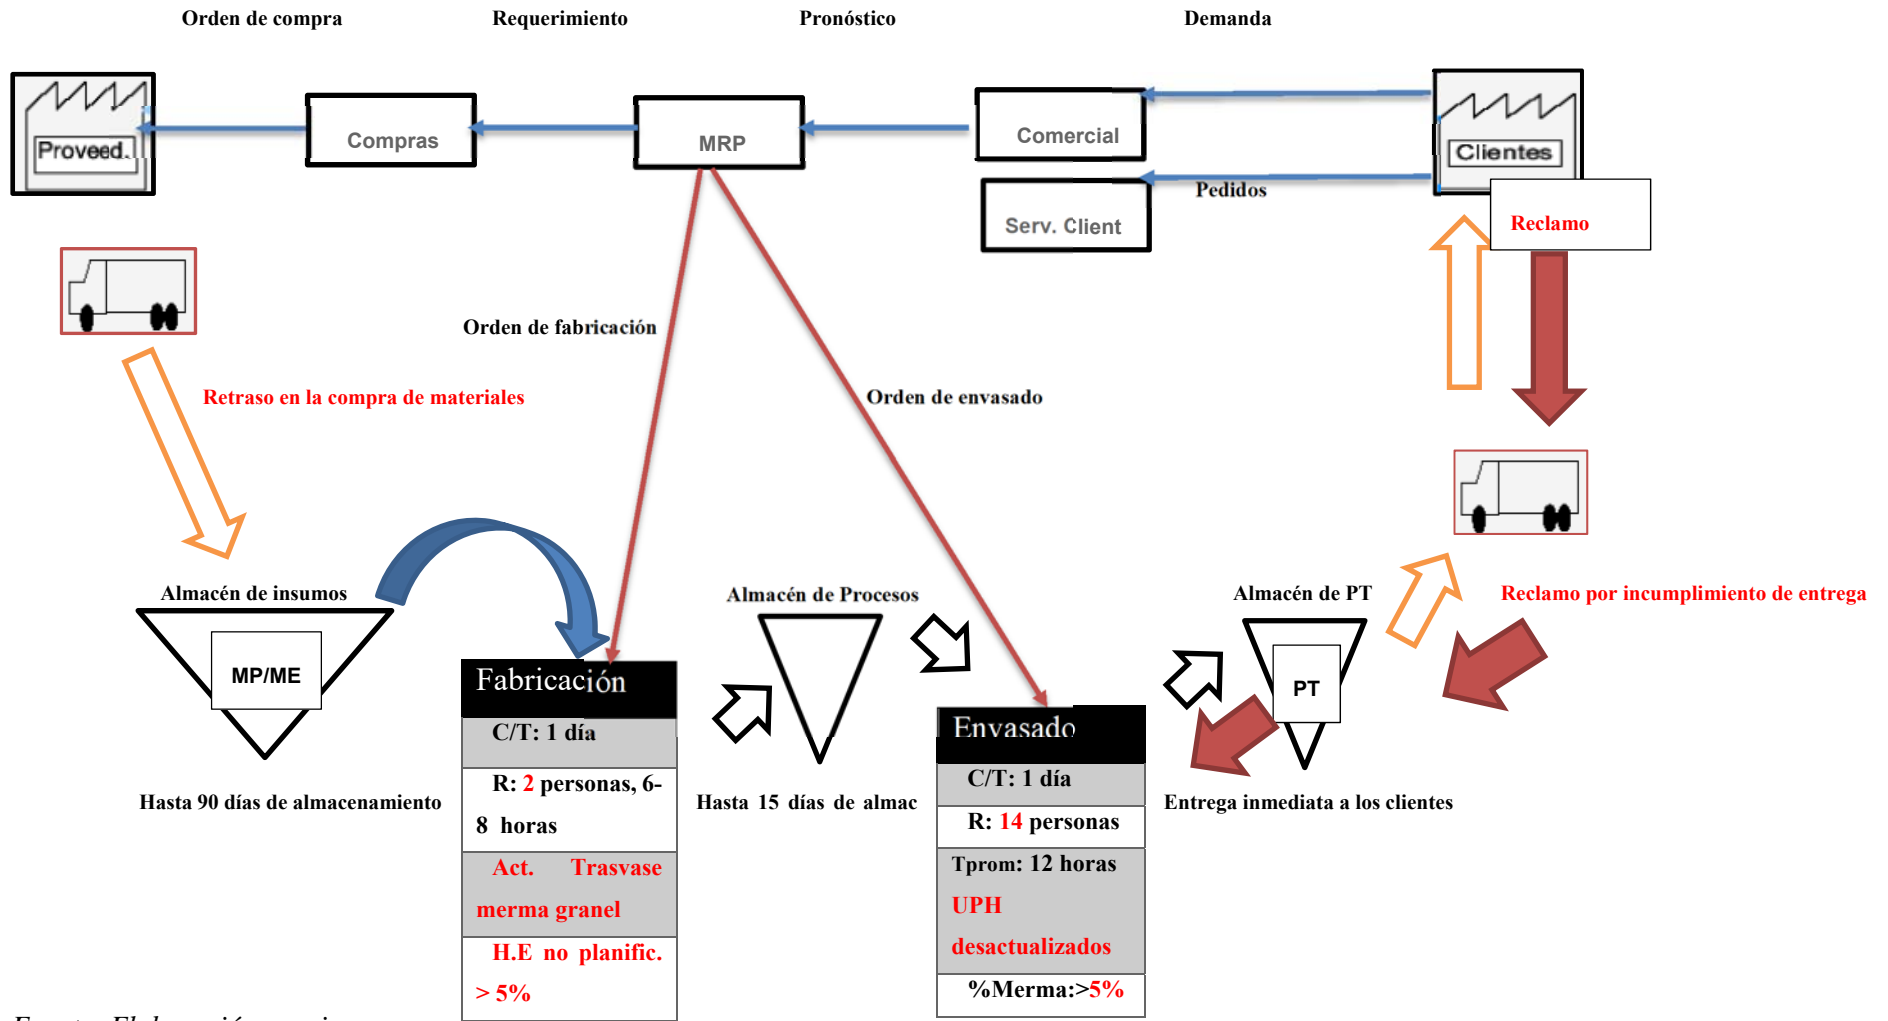 Orden de compra
Requerimiento
Pronóstico
Demanda
Proveed.
Compras
MRP
Comercial
Clientes
Pedidos
Serv. Client
Reclamo
Orden de fabricación
Retraso en la compra de materiales
Orden de envasado
Almacén de insumos
Almacén de Procesos
Almacén de PT
Reclamo por incumplimiento de entrega
MP/ME
PT
Fabricación
C/T: 1 día
R: 2 personas, 6-
8 horas
Act. Trasvase
merma granel
H.E no planific.
> 5%
Envasado
C/T: 1 día
R: 14 personas
Tprom: 12 horas
UPH
desactualizados
%Merma:>5%
Hasta 90 días de almacenamiento
Hasta 15 días de almac
Entrega inmediata a los clientes